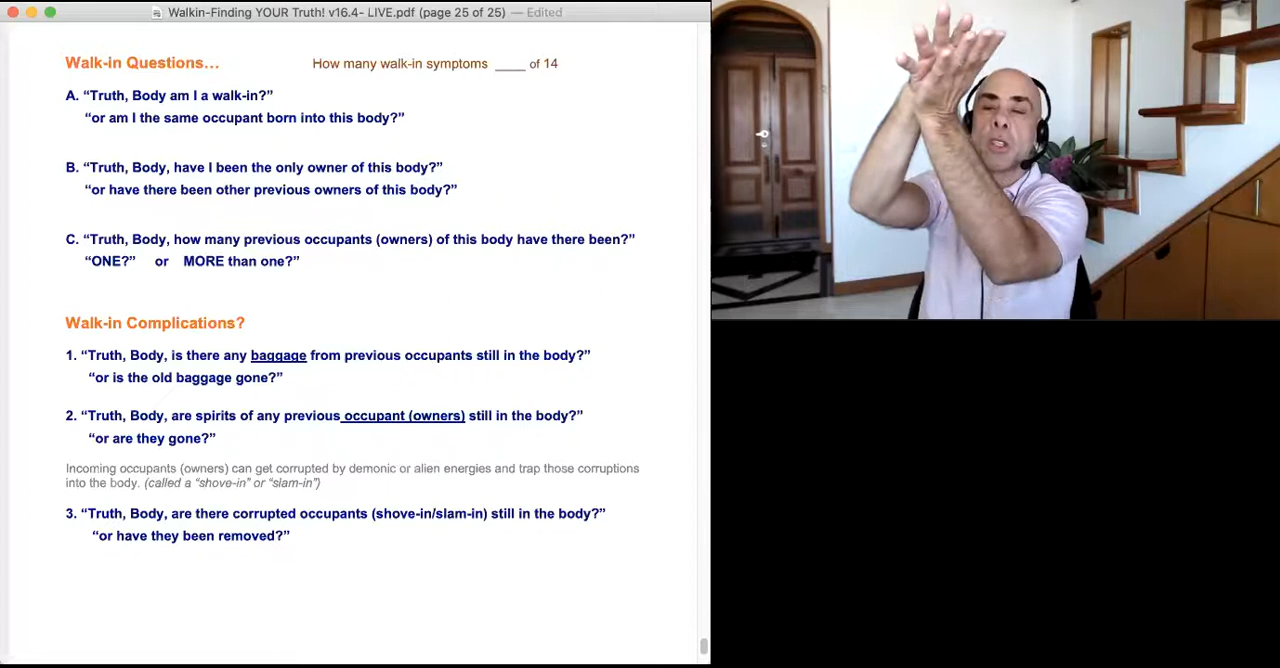 Walkin-Finding YOUR Truth! v16.4- LIVE.pdf (page 25 of 25) — Edited
Walk-in Questions… How many walk-in symptoms ____ of 14
A. “Truth, Body am I a walk-in?”
“or am I the same occupant born into this body?”
B. “Truth, Body, have I been the only owner of this body?”
“or have there been other previous owners of this body?”
C. “Truth, Body, how many previous occupants (owners) of this body have there been?”
“ONE?” or MORE than one?”
Walk-in Complications?
1. “Truth, Body, is there any baggage from previous occupants still in the body?”
“or is the old baggage gone?”
2. “Truth, Body, are spirits of any previous occupant (owners) still in the body?”
“or are they gone?”
Incoming occupants (owners) can get corrupted by demonic or alien energies and trap those corruptions
into the body. (called a “shove-in” or “slam-in”)
3. “Truth, Body, are there corrupted occupants (shove-in/slam-in) still in the body?”
“or have they been removed?”